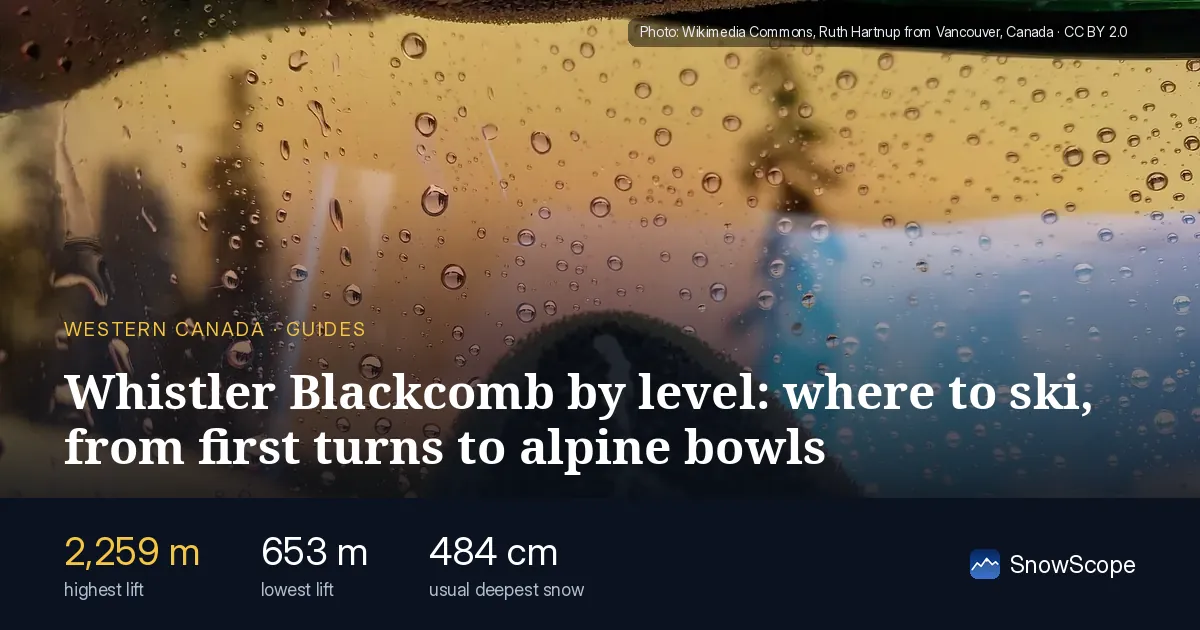 Photo: Wikimedia Commons, Ruth Hartnup from Vancouver, Canada · CC BY 2.0
WESTERN CANADA · GUIDES
Whistler Blackcomb by level: where to ski,
from first turns to alpine bowls
2,259 m
653 m
484 cm
highest lift
lowest lift
usual deepest snow
SnowScope